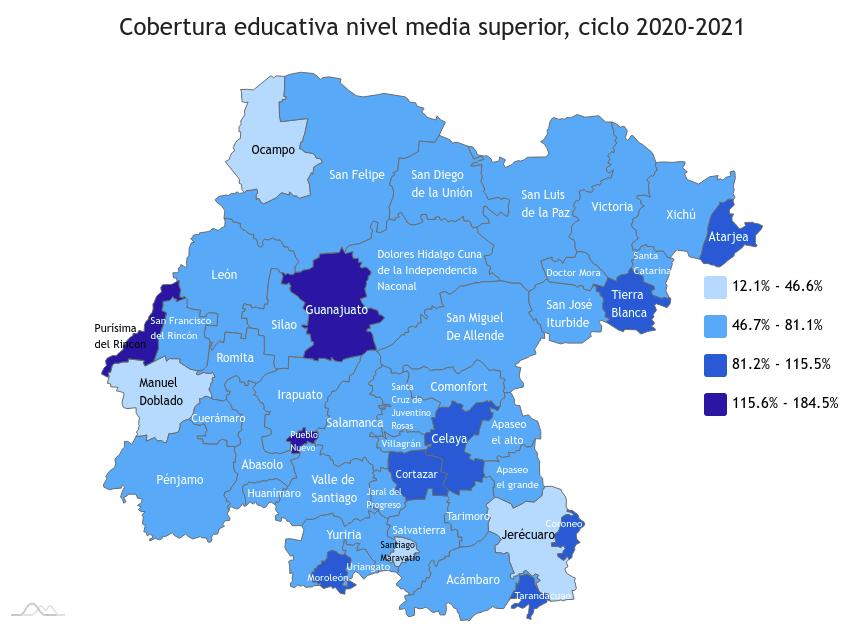 Cobertura educativa nivel media superior, ciclo 2020-2021
Ocampo
San Felipe
San Diego
de la Unión
San Luis
de la Paz
Victoria
Xichú
Atarjea
León
Dolores Hidalgo Cuna
de la Independencia
Naconal
Doctor Mora
Santa
Catarina
12.1% - 46.6%
46.7% - 81.1%
81.2% - 115.5%
115.6% - 184.5%
Tierra
Blanca
San José
Iturbide
San Miguel
De Allende
Guanajuato
Silao
San Francisco
del Rincón
Purísima
del Rincon
Romita
Manuel
Doblado
Cuerámaro
Irapuato
Salamanca
Santa
Cruz de
Juventino
Rosas
Comonfort
Villagrán
Celaya
Apaseo
el alto
Apaseo
el grande
Cortazar
Pueblo
Nuevo
Abasolo
Pénjamo
Huanímaro
Valle de
Santiago
Jaral del
Progreso
Salvatierra
Tarimoro
Jerécuaro
Coroneo
Yuriria
Santiago
Maravatío
Uriangato
Moroleón
Acámbaro
Tarandacuao